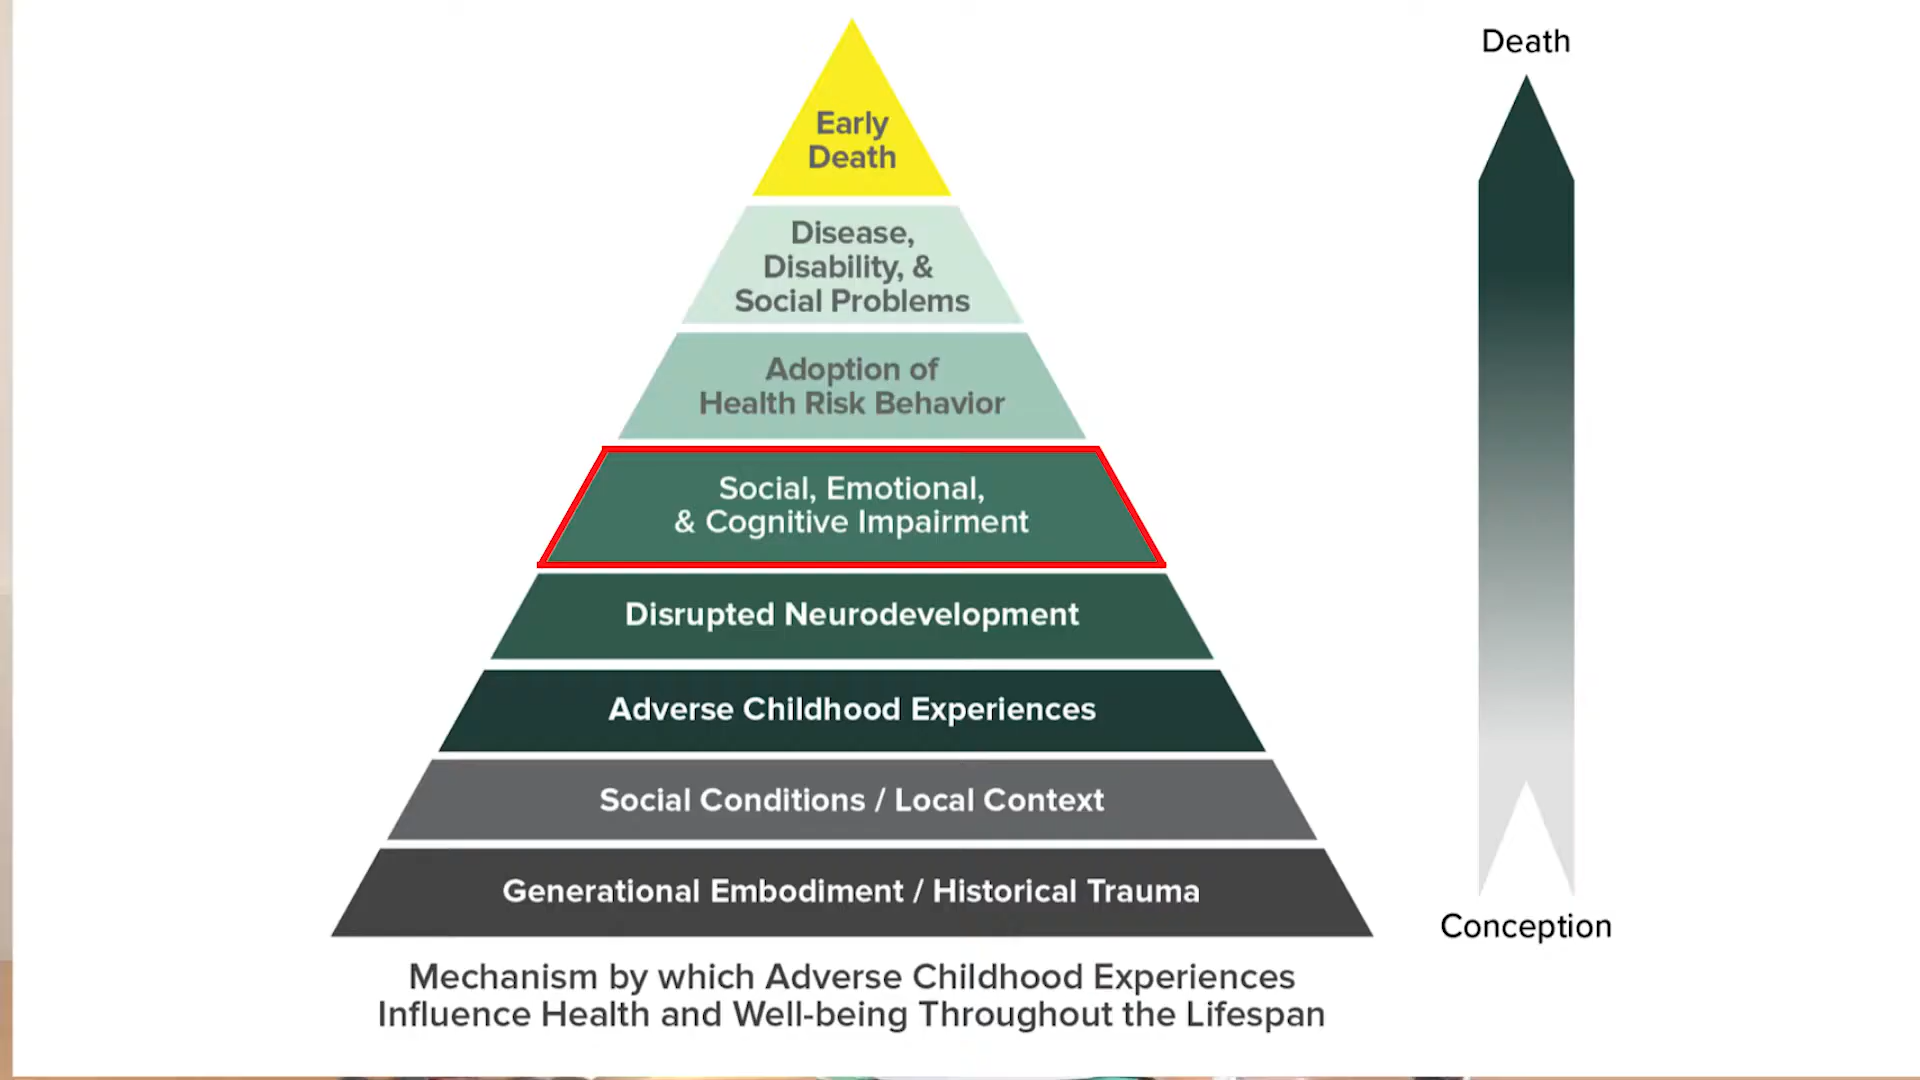 Death
Early
Death
Disease,
Disability, &
Social Problems
Adoption of
Health Risk Behavior
Social, Emotional,
& Cognitive Impairment
Disrupted Neurodevelopment
Adverse Childhood Experiences
Social Conditions / Local Context
Generational Embodiment / Historical Trauma
Conception
Mechanism by which Adverse Childhood Experiences
Influence Health and Well-being Throughout the Lifespan